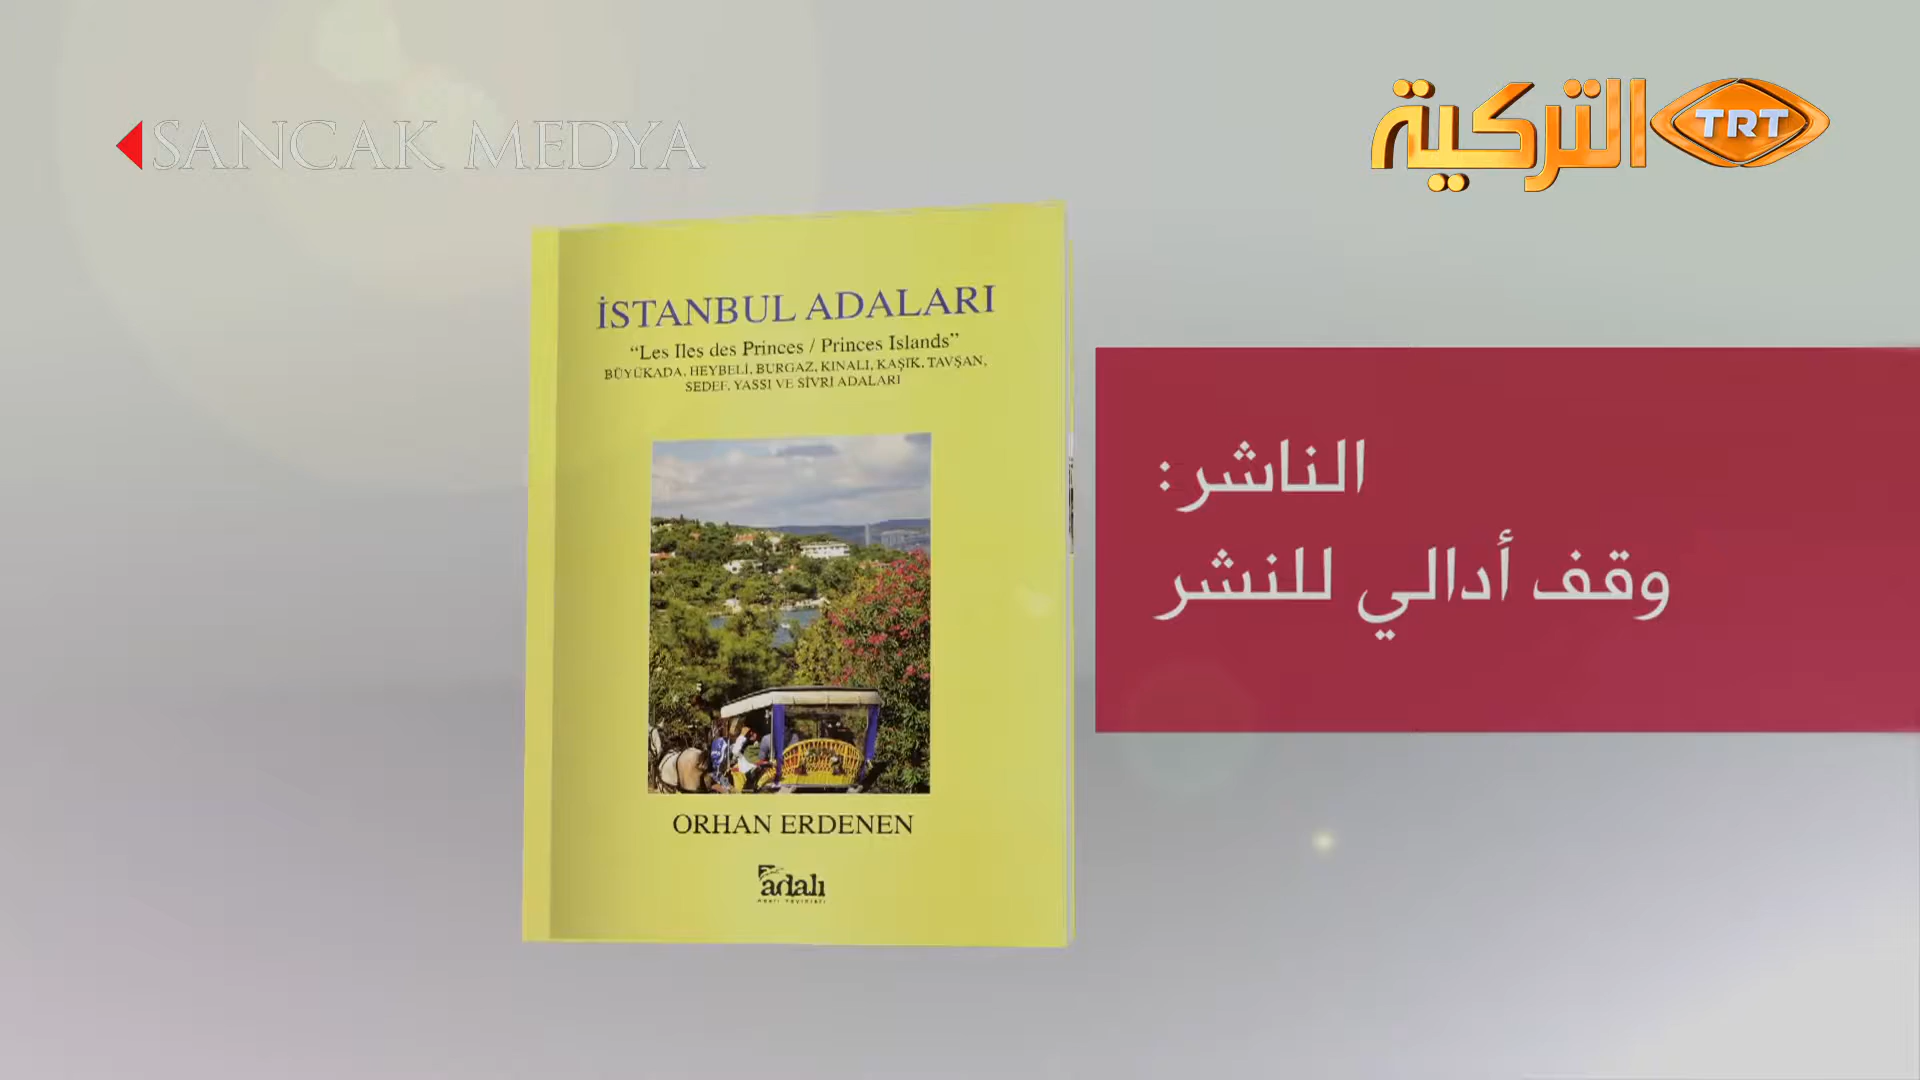 SANCAK MEDYA
التركية TRT
İSTANBUL ADALARI
“Les Iles des Princes / Princes Islands”
BÜYÜKADA, HEYBELİ, BURGAZ, KINALI, KAŞIK, TAVŞAN,
SEDEF, YASSI VE SİVRİ ADALARI
ORHAN ERDENEN
adalı
الناشر:
وقف أدالي للنشر